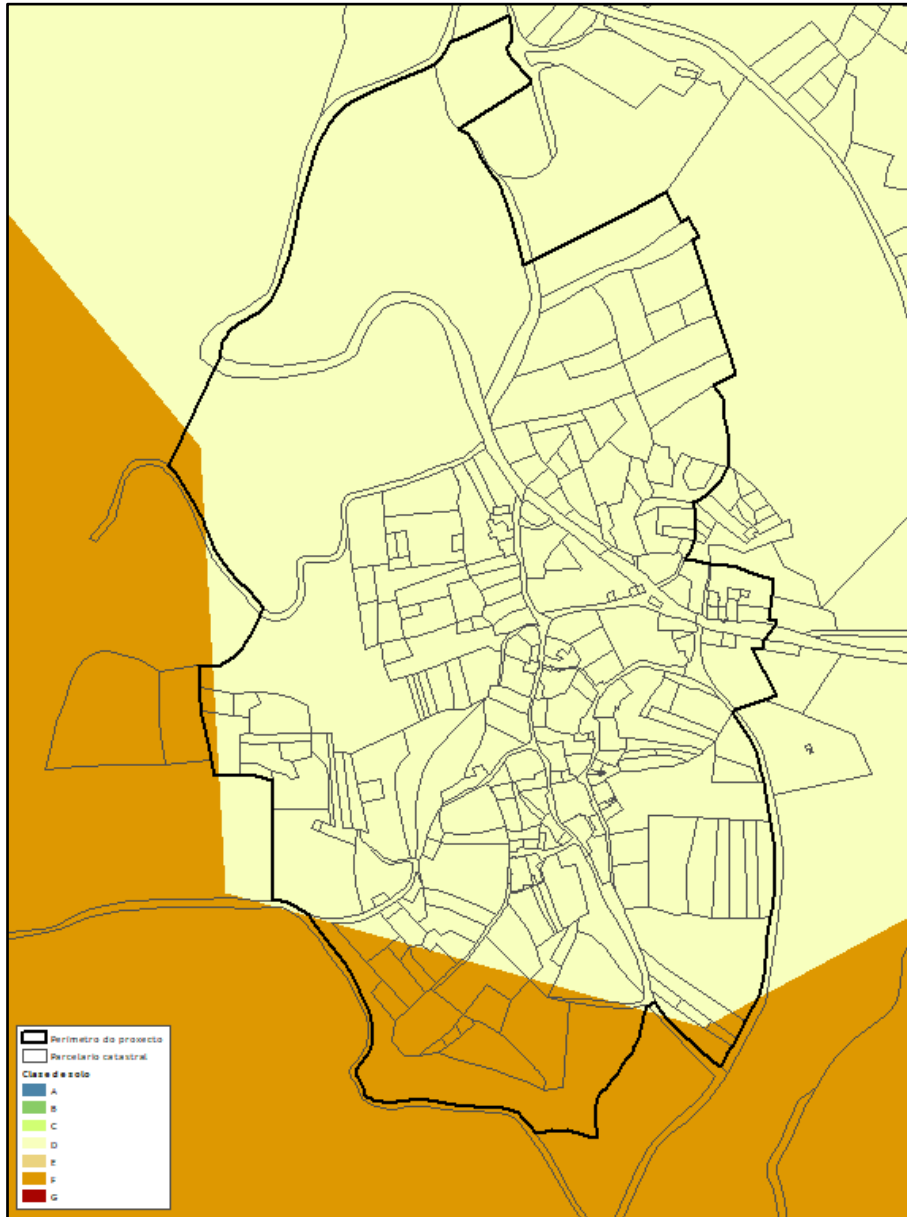 Perímetro do proxecto
Parcelario catastral
Clase de solo
A
B
C
D
E
F
G